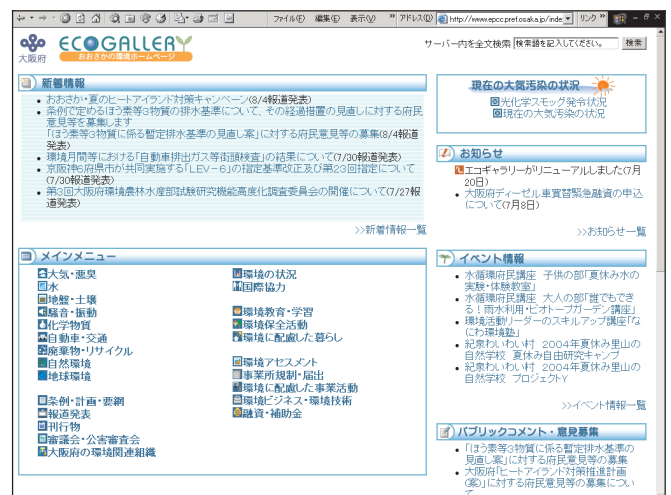 ファイル(F) 編集(E) 表示(V) » アドレス(D) http://www.epcc.pref.osaka.jp/inde: リンク »
大阪府
ECOGALLERY
おおさかの環境ホームページ
サーバー内を全文検索 検索語を記入してください。 検索
新着情報
• おおさか・夏のヒートアイランド対策キャンペーン(8/4報道発表)
• 条例で定めるほう素等3物質の排水基準について、その経過措置の見直しに対する府民
意見等を募集します
「ほう素等3物質に係る暫定排水基準の見直し案」に対する府民意見等の募集(8/4報道
発表)
• 環境月間等における「自動車排出ガス等街頭検査」の結果について(7/30報道発表)
• 京阪神6府県市が共同実施する「LEV-6」の指定基準改正及び第23回指定について
(7/30報道発表)
• 第3回大阪府環境農林水産部試験研究機能高度化調査委員会の開催について(7/27報
道発表)
>>新着情報一覧
メインメニュー
大気・悪臭
水
地盤・土壌
騒音・振動
化学物質
自動車・交通
廃棄物・リサイクル
自然環境
地球環境
条例・計画・要綱
報道発表
刊行物
審議会・公害審査会
大阪府の環境関連組織
環境の状況
国際協力
環境教育・学習
環境保全活動
環境に配慮した暮らし
環境アセスメント
事業所規制・届出
環境に配慮した事業活動
環境ビジネス・環境技術
融資・補助金
現在の大気汚染の状況
光化学スモッグ発令状況
現在の大気汚染の状況
お知らせ
エコギャラリーがリニューアルしました(7月
20日)
• 大阪府ディーゼル車買替緊急融資の申込
について(7月8日)
>>お知らせ一覧
イベント情報
• 水循環府民講座 子供の部「夏休み水の
実験・体験教室」
• 水循環府民講座 大人の部「誰でもでき
る！雨水利用・ビオトープガーデン講座」
• 環境活動リーダーのスキルアップ講座「な
にわ環境塾」
• 紀泉わいわい村 2004年夏休み里山の
自然学校 夏休み自由研究キャンプ
• 紀泉わいわい村 2004年夏休み里山の
自然学校 プロジェクトY
>>イベント情報一覧
パブリックコメント・意見募集
• 「ほう素等3物質に係る暫定排水基準の
見直し案」に対する府民意見等の募集
• 大阪府「ヒートアイランド対策推進計画
(案)」に対する府民意見等の募集につい
て